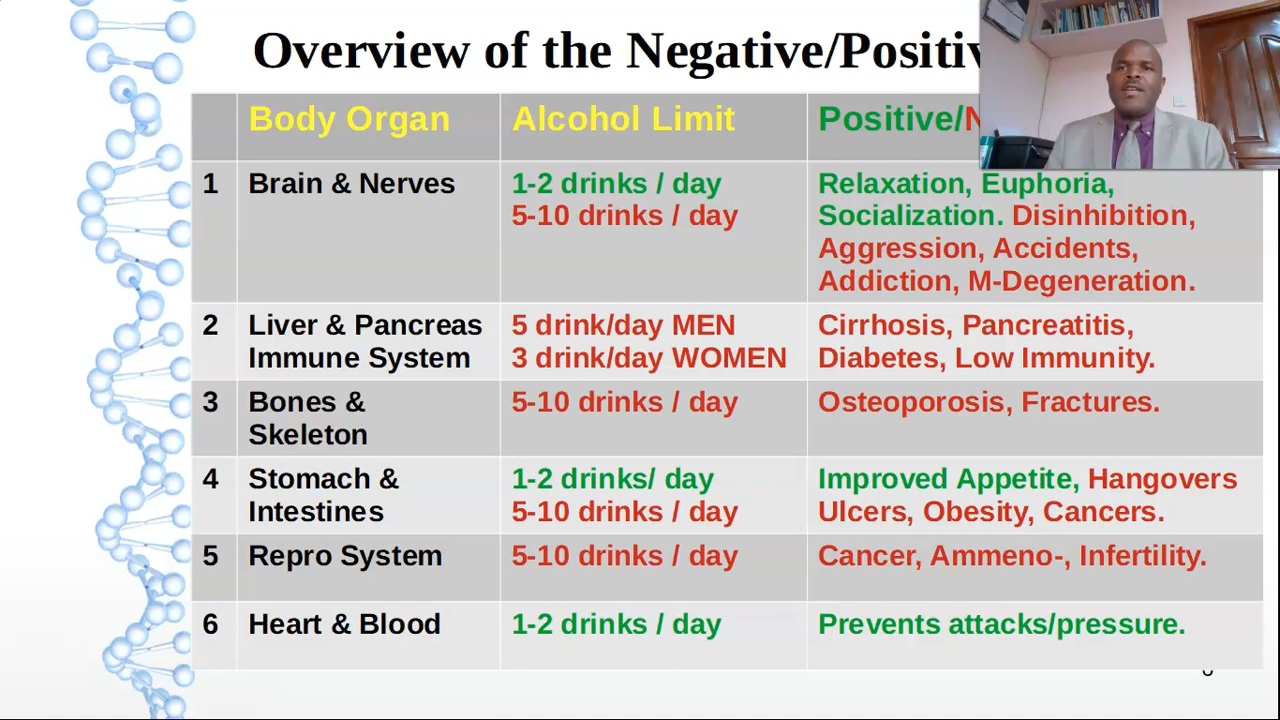 Overview of the Negative/Positiv
Body Organ Alcohol Limit Positive/N
1 Brain & Nerves 1-2 drinks / day Relaxation, Euphoria,
5-10 drinks / day Socialization. Disinhibition,
Aggression, Accidents,
Addiction, M-Degeneration.
2 Liver & Pancreas 5 drink/day MEN Cirrhosis, Pancreatitis,
Immune System 3 drink/day WOMEN Diabetes, Low Immunity.
3 Bones & 5-10 drinks / day Osteoporosis, Fractures.
Skeleton
4 Stomach & 1-2 drinks/ day Improved Appetite, Hangovers
Intestines 5-10 drinks / day Ulcers, Obesity, Cancers.
5 Repro System 5-10 drinks / day Cancer, Ammeno-, Infertility.
6 Heart & Blood 1-2 drinks / day Prevents attacks/pressure.